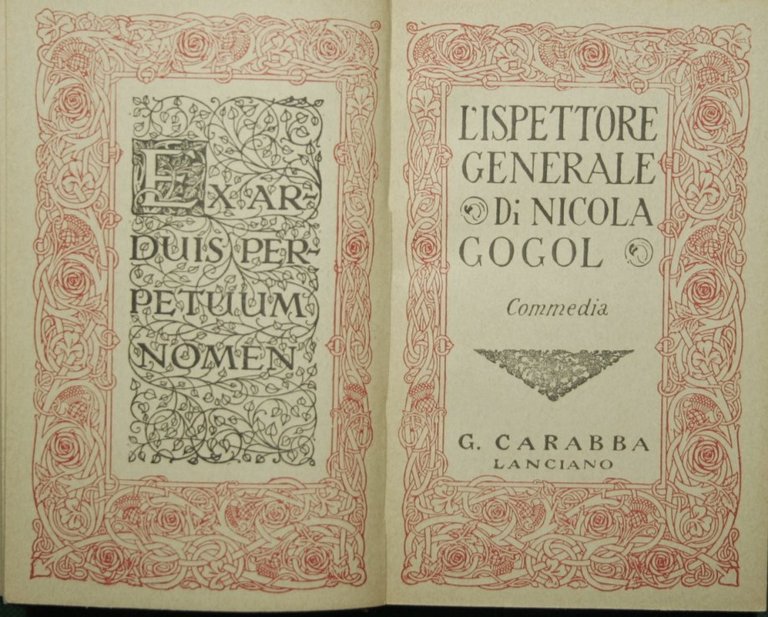 EX AR-
DUIS PER-
PETUUM
NOMEN
L'ISPETTORE
GENERALE
Di NICOLA
GOGOL
Commedia
G. CARABBA
LANCIANO